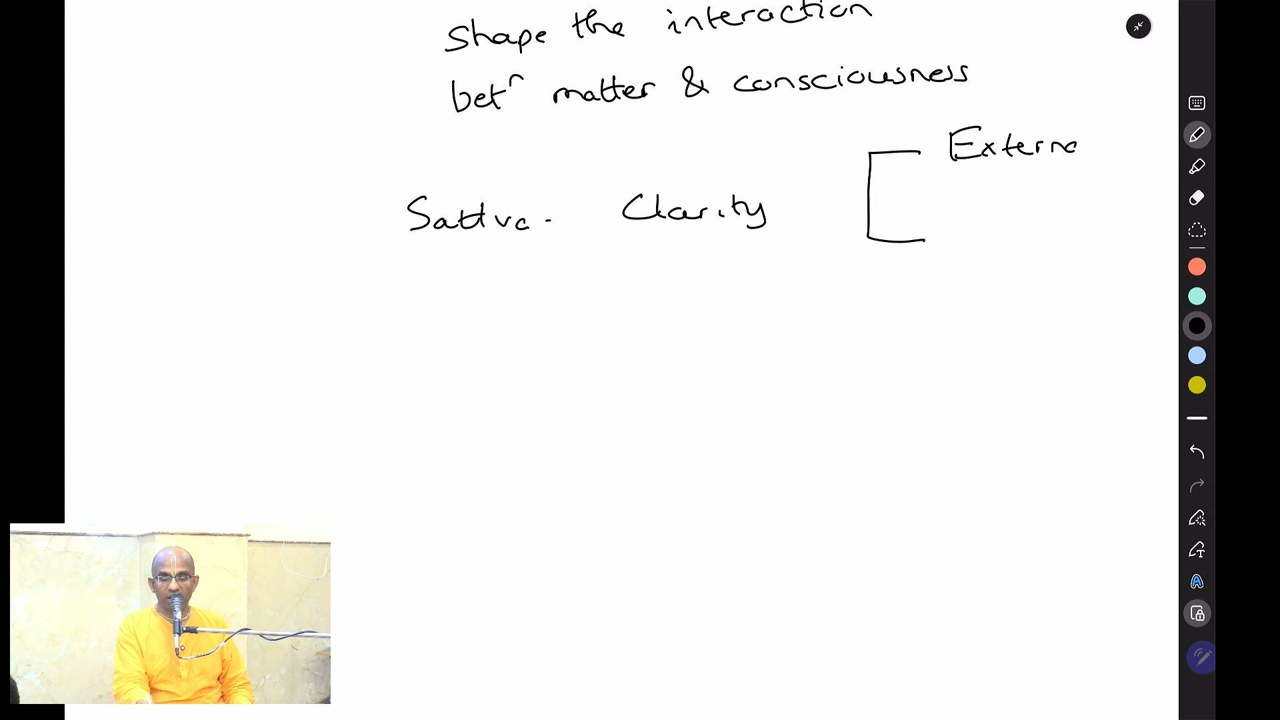 Shape the interaction
betⁿ matter & consciousness
Externa
Sattva - Clarity